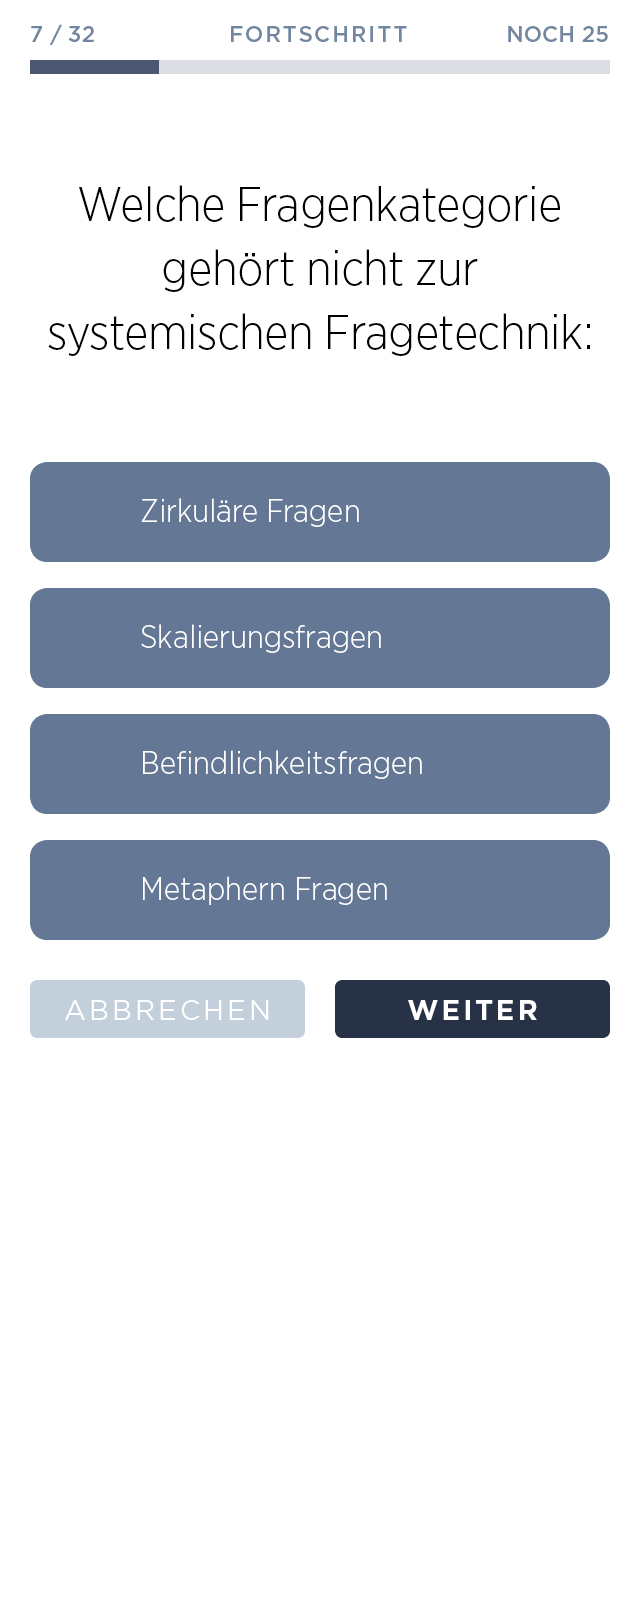 7 / 32 FORTSCHRITT NOCH 25
Welche Fragenkategorie
gehört nicht zur
systemischen Fragetechnik:
Zirkuläre Fragen
Skalierungsfragen
Befindlichkeitsfragen
Metaphern Fragen
ABBRECHEN WEITER